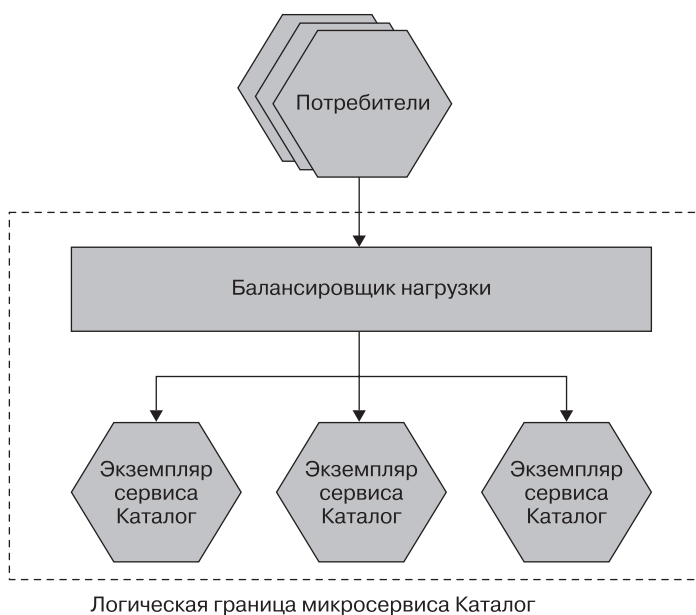 Потребители
Балансировщик нагрузки
Экземпляр
сервиса
Каталог
Экземпляр
сервиса
Каталог
Экземпляр
сервиса
Каталог
Логическая граница микросервиса Каталог